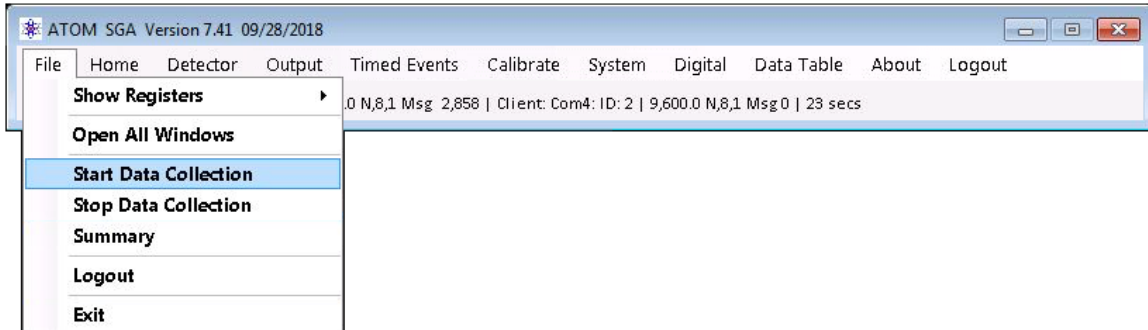 ATOM SGA Version 7.41 09/28/2018
File Home Detector Output Timed Events Calibrate System Digital Data Table About Logout
.0 N,8,1 Msg 2,858 | Client: Com4: ID: 2 | 9,600.0 N,8,1 Msg 0 | 23 secs
Show Registers
Open All Windows
Start Data Collection
Stop Data Collection
Summary
Logout
Exit